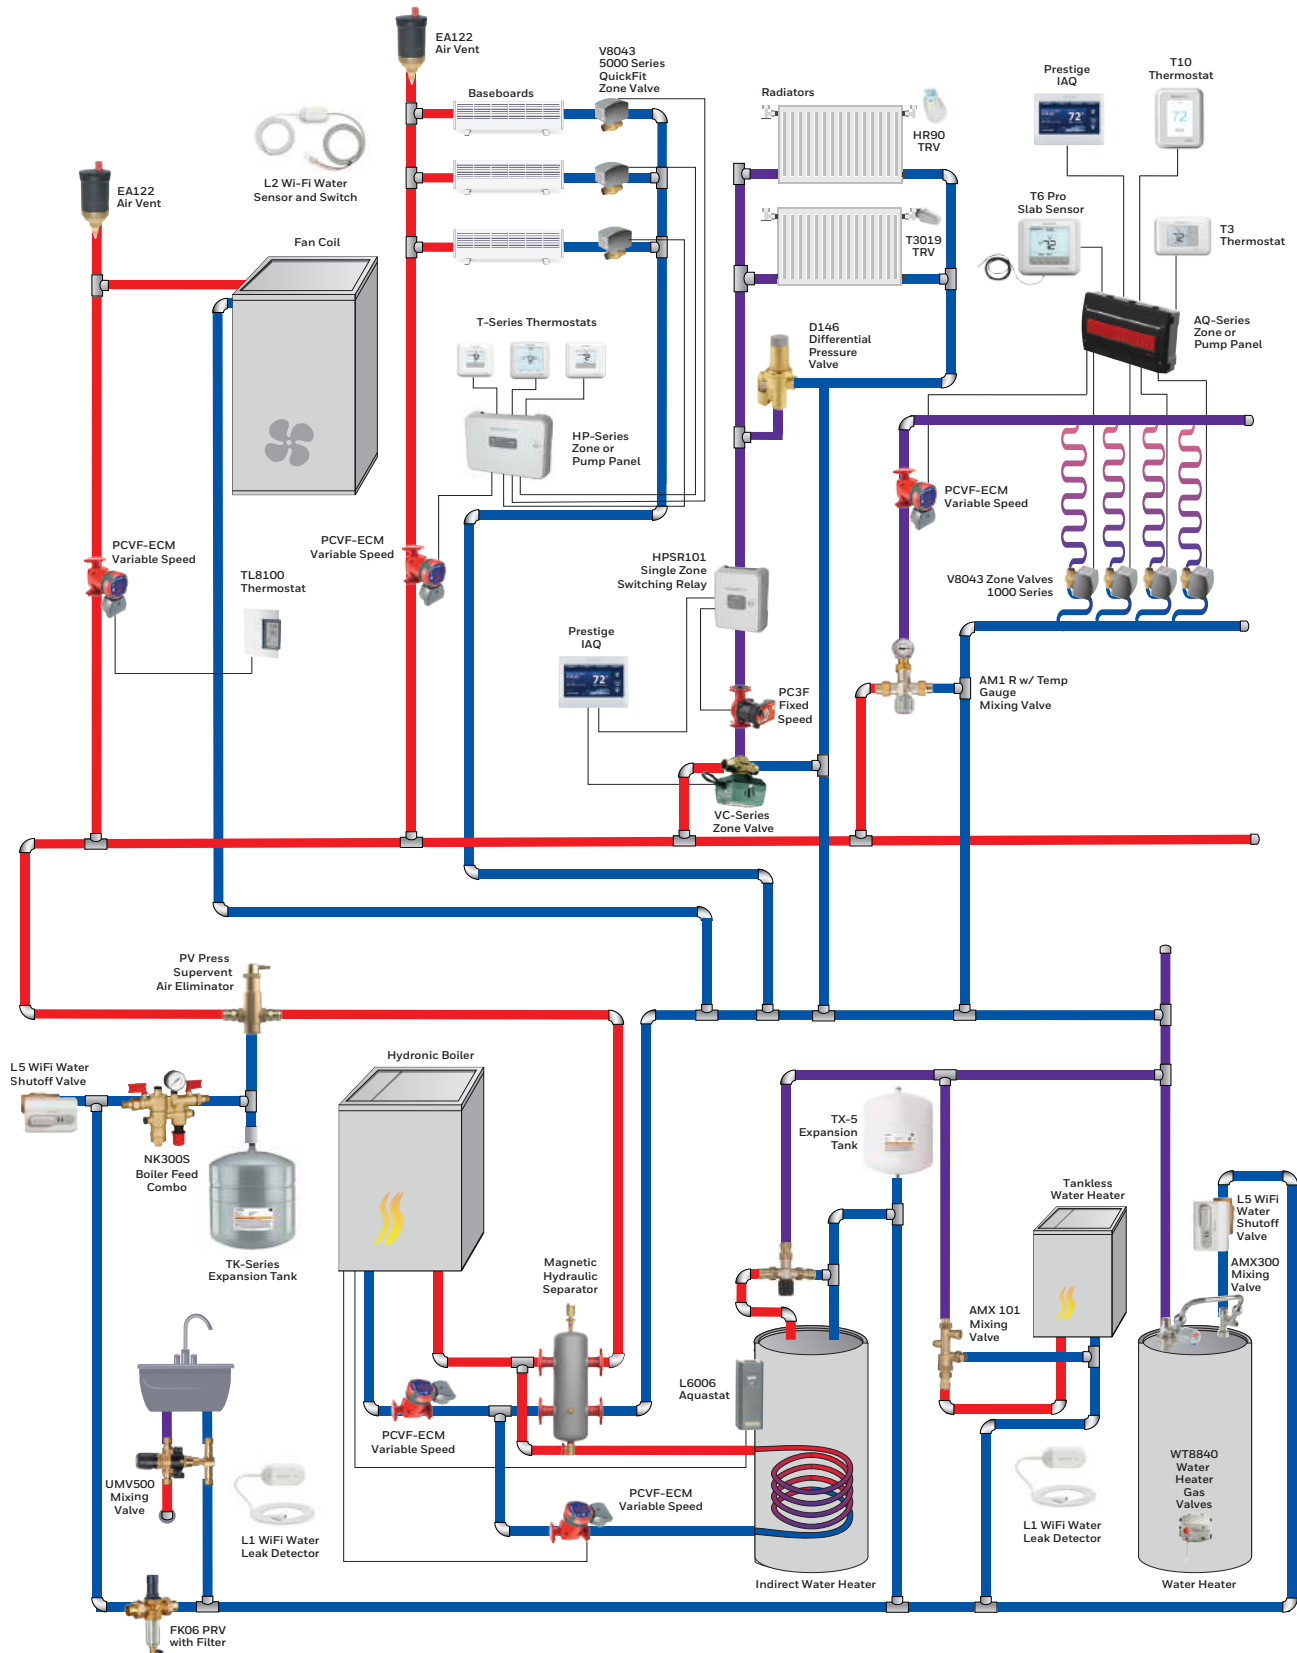 EA122
Air Vent
V8043
5000 Series
QuickFit
Zone Valve
Baseboards
L2 Wi-Fi Water
Sensor and Switch
EA122
Air Vent
Fan Coil
Radiators
HR90
TRV
T3019
TRV
Prestige
IAQ
T10
Thermostat
72
72°
T6 Pro
Slab Sensor
72
T3
Thermostat
72
AQ-Series
Zone or
Pump Panel
T-Series Thermostats
HP-Series
Zone or
Pump Panel
D146
Differential
Pressure
Valve
PCVF-ECM
Variable Speed
PCVF-ECM
Variable Speed
PCVF-ECM
Variable Speed
TL8100
Thermostat
HPSR101
Single Zone
Switching Relay
V8043 Zone Valves
1000 Series
Prestige
IAQ
72°
PC3F
Fixed
Speed
AM1 R w/ Temp
Gauge
Mixing Valve
VC-Series
Zone Valve
PV Press
Supervent
Air Eliminator
L5 WiFi Water
Shutoff Valve
NK300S
Boiler Feed
Combo
TK-Series
Expansion Tank
Hydronic Boiler
Magnetic
Hydraulic
Separator
TX-5
Expansion
Tank
Tankless
Water Heater
L5 WiFi
Water
Shutoff
Valve
AMX300
Mixing
Valve
AMX 101
Mixing
Valve
L6006
Aquastat
PCVF-ECM
Variable Speed
PCVF-ECM
Variable Speed
UMV500
Mixing
Valve
L1 WiFi Water
Leak Detector
L1 WiFi Water
Leak Detector
WT8840
Water
Heater
Gas
Valves
Indirect Water Heater
Water Heater
FK06 PRV
with Filter